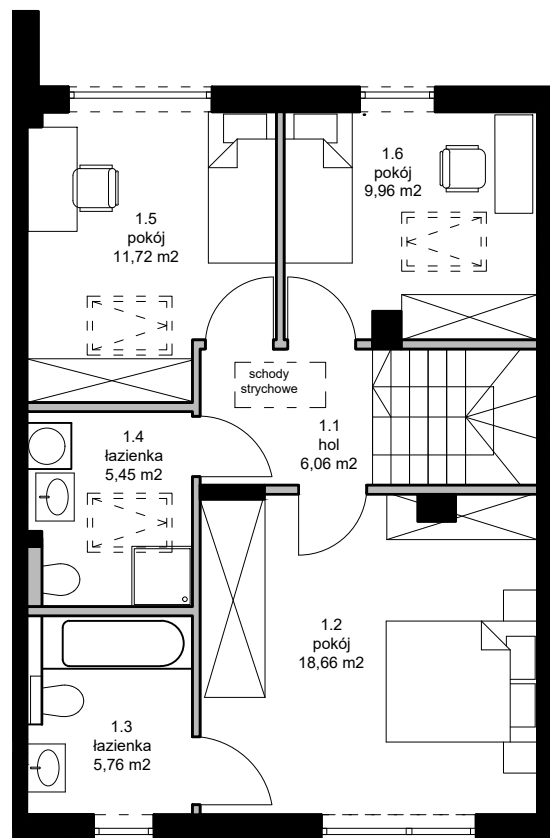 1.6
pokój
9,96 m2
1.5
pokój
11,72 m2
schody
strychowe
1.1
hol
6,06 m2
1.4
łazienka
5,45 m2
1.2
pokój
18,66 m2
1.3
łazienka
5,76 m2